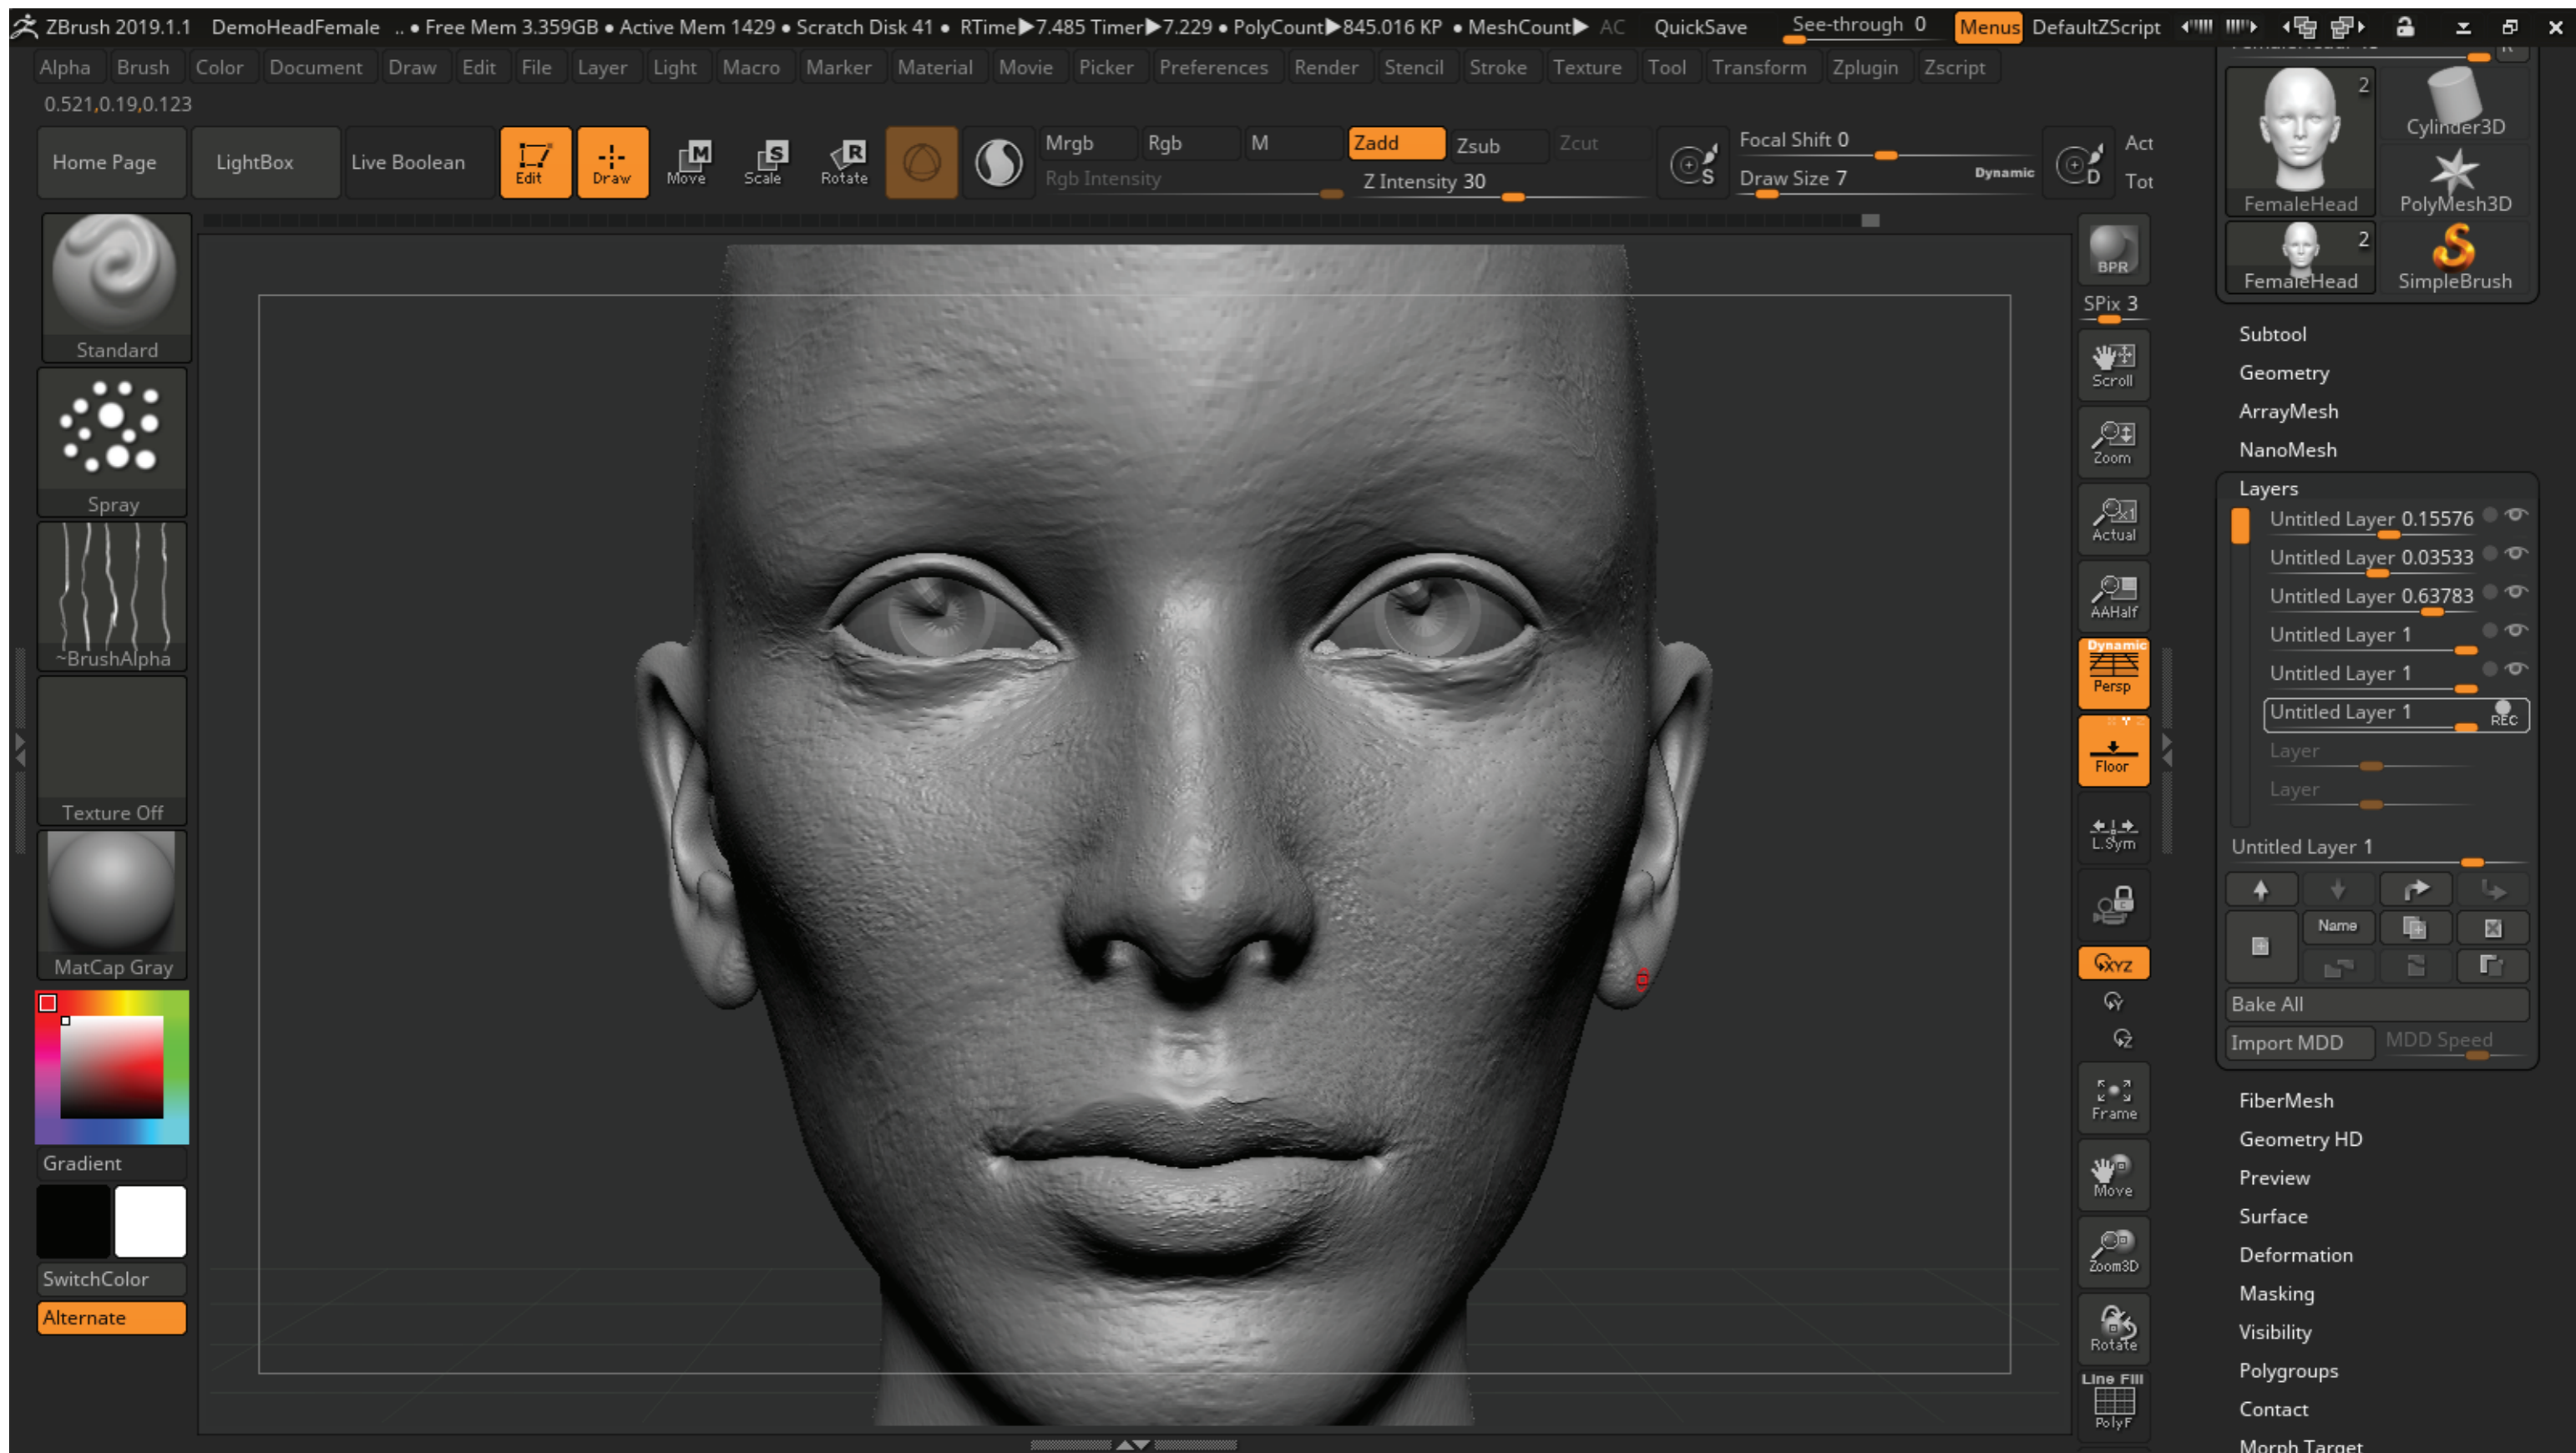 ZBrush 2019.1.1 DemoHeadFemale .. • Free Mem 3.359GB • Active Mem 1429 • Scratch Disk 41 • RTime▶7.485 Timer▶7.229 • PolyCount▶845.016 KP • MeshCount▶ AC QuickSave See-through 0 Menus DefaultZScript
Alpha Brush Color Document Draw Edit File Layer Light Macro Marker Material Movie Picker Preferences Render Stencil Stroke Texture Tool Transform Zplugin Zscript
0.521,0.19,0.123
Home Page LightBox Live Boolean Edit Draw Move Scale Rotate
M S R
Mrgb Rgb M Zadd Zsub Zcut
Rgb Intensity Z Intensity 30
S
Focal Shift 0
Draw Size 7 Dynamic
D
Act
Tot
Standard
Spray
~BrushAlpha
Texture Off
MatCap Gray
Gradient
SwitchColor
Alternate
BPR
SPix 3
Scroll
Zoom
x1
Actual
AAHalf
Dynamic
Persp
Floor
L.Sym
XYZ
Y
Z
Frame
Move
Zoom3D
Rotate
Line Fill
PolyF
2
FemaleHead
Cylinder3D
PolyMesh3D
2
FemaleHead
SimpleBrush
Subtool
Geometry
ArrayMesh
NanoMesh
Layers
Untitled Layer 0.15576
Untitled Layer 0.03533
Untitled Layer 0.63783
Untitled Layer 1
Untitled Layer 1
Untitled Layer 1 REC
Layer
Layer
Untitled Layer 1
Name
Bake All
Import MDD MDD Speed
FiberMesh
Geometry HD
Preview
Surface
Deformation
Masking
Visibility
Polygroups
Contact
Morph Target